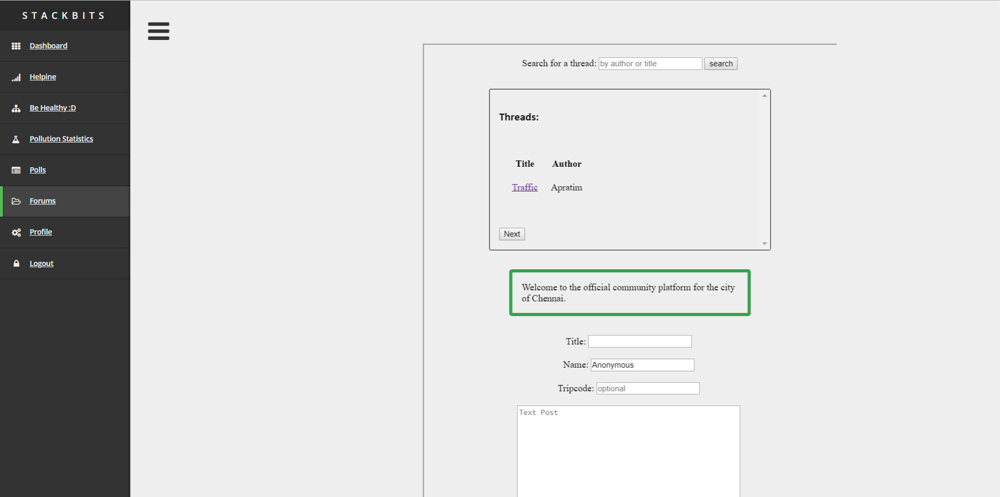 STACKBITS
Dashboard
Helpine
Be Healthy :D
Pollution Statistics
Polls
Forums
Profile
Logout
Search for a thread: by author or title search
Threads:
Title Author
Traffic Apratim
Next
Welcome to the official community platform for the city
of Chennai.
Title:
Name: Anonymous
Tripcode: optional
Text Post